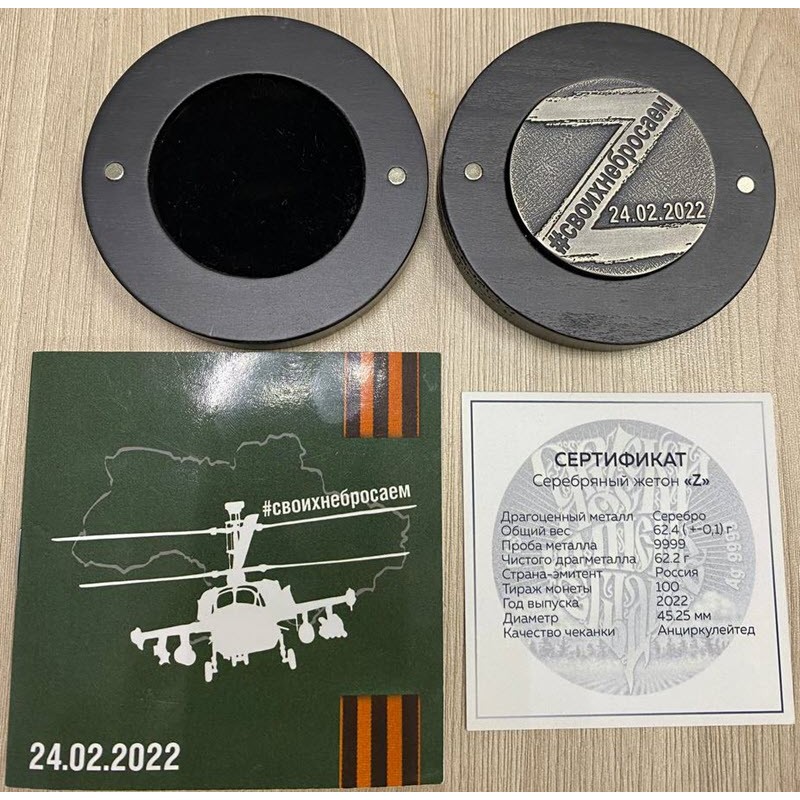 #своихнебросаем
24.02.2022
#своихнебросаем
24.02.2022
СЕРТИФИКАТ
Серебряный жетон «Z»
Драгоценный металл Серебро
Общий вес 62,4 (+-0,1) г
Проба металла 9999
Чистого драгметалла 62.2 г
Страна-эмитент Россия
Тираж монеты 100
Год выпуска 2022
Диаметр 45.25 мм
Качество чеканки Анциркулейтед
Ag 999